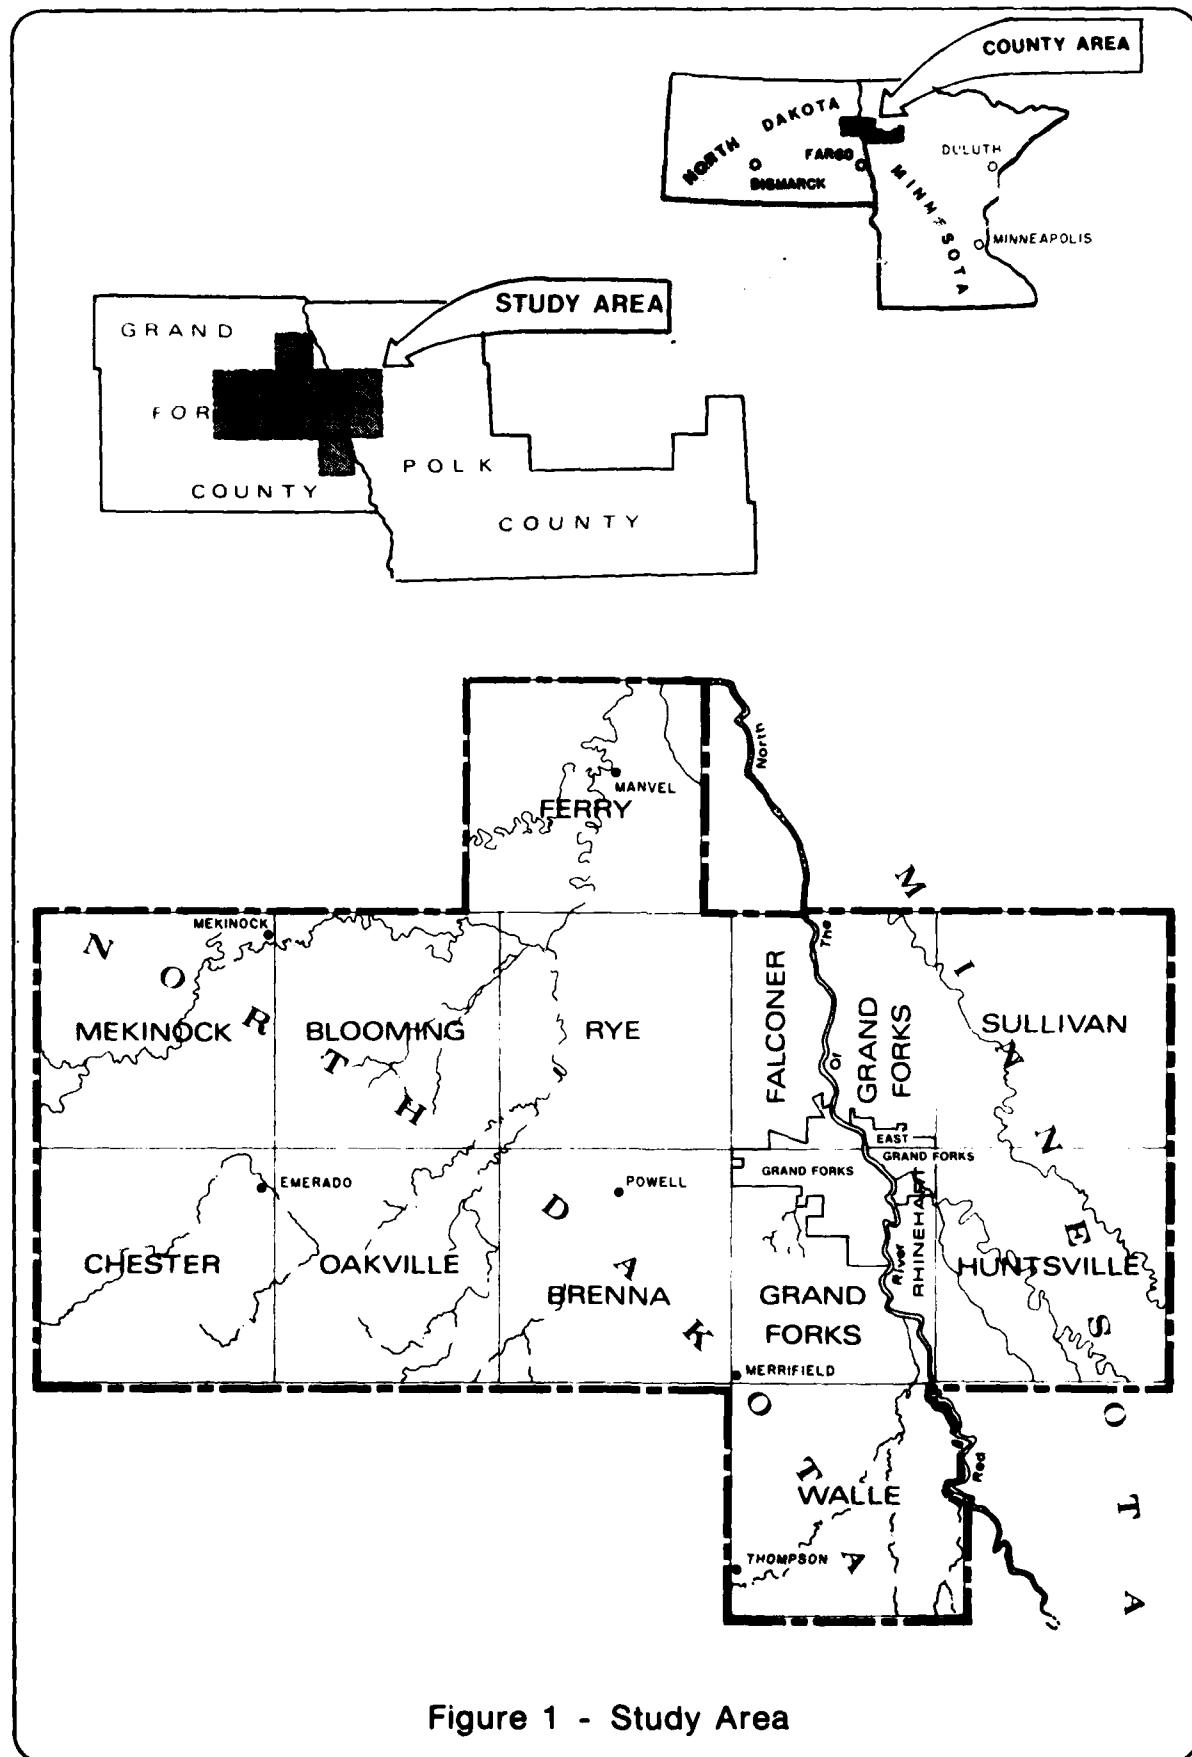 COUNTY AREA
NORTH DAKOTA
MINNESOTA
FARGO
BISMARCK
DULUTH
MINNEAPOLIS
STUDY AREA
GRAND
FOR
COUNTY
POLK
COUNTY
North
MANVEL
FERRY
MINNESOTA
MEKINOCK
NORTH
DAKOTA
The
FALCONER
GRAND
FORKS
SULLIVAN
MEKINOCK
BLOOMING
RYE
Of
EAST
GRAND FORKS
GRAND FORKS
EMERADO
POWELL
RHINEHART
CHESTER
OAKVILLE
BRENNA
GRAND
FORKS
River
HUNTSVILLE
MERRIFIELD
Red
WALLE
THOMPSON
Figure 1 - Study Area